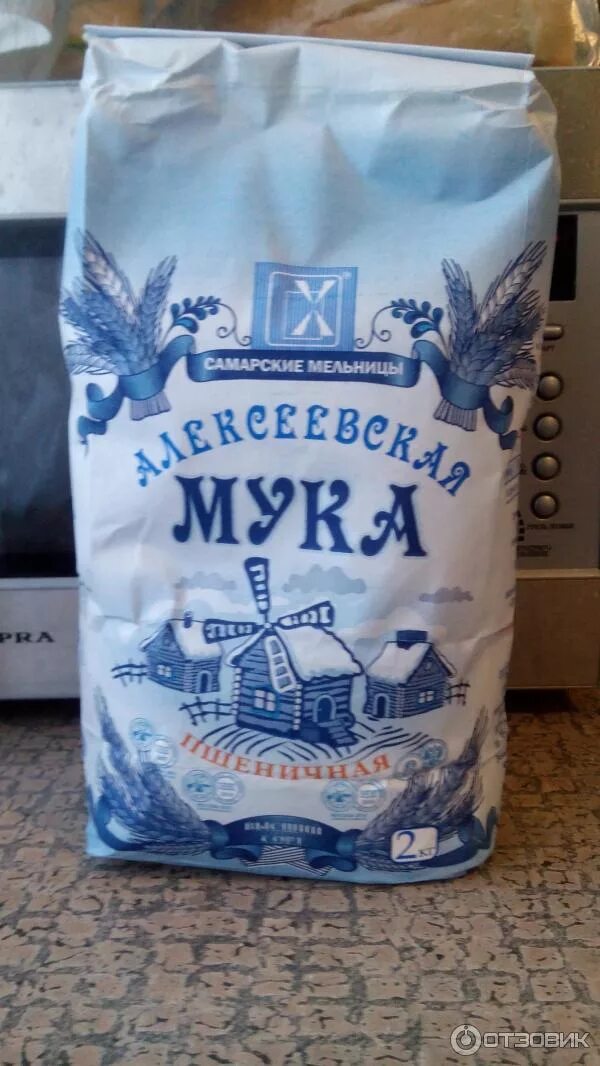 САМАРСКИЕ МЕЛЬНИЦЫ
АЛЕКСЕЕВСКАЯ
МУКА
ПШЕНИЧНАЯ
2 кг
PRA
ОТЗОВИК